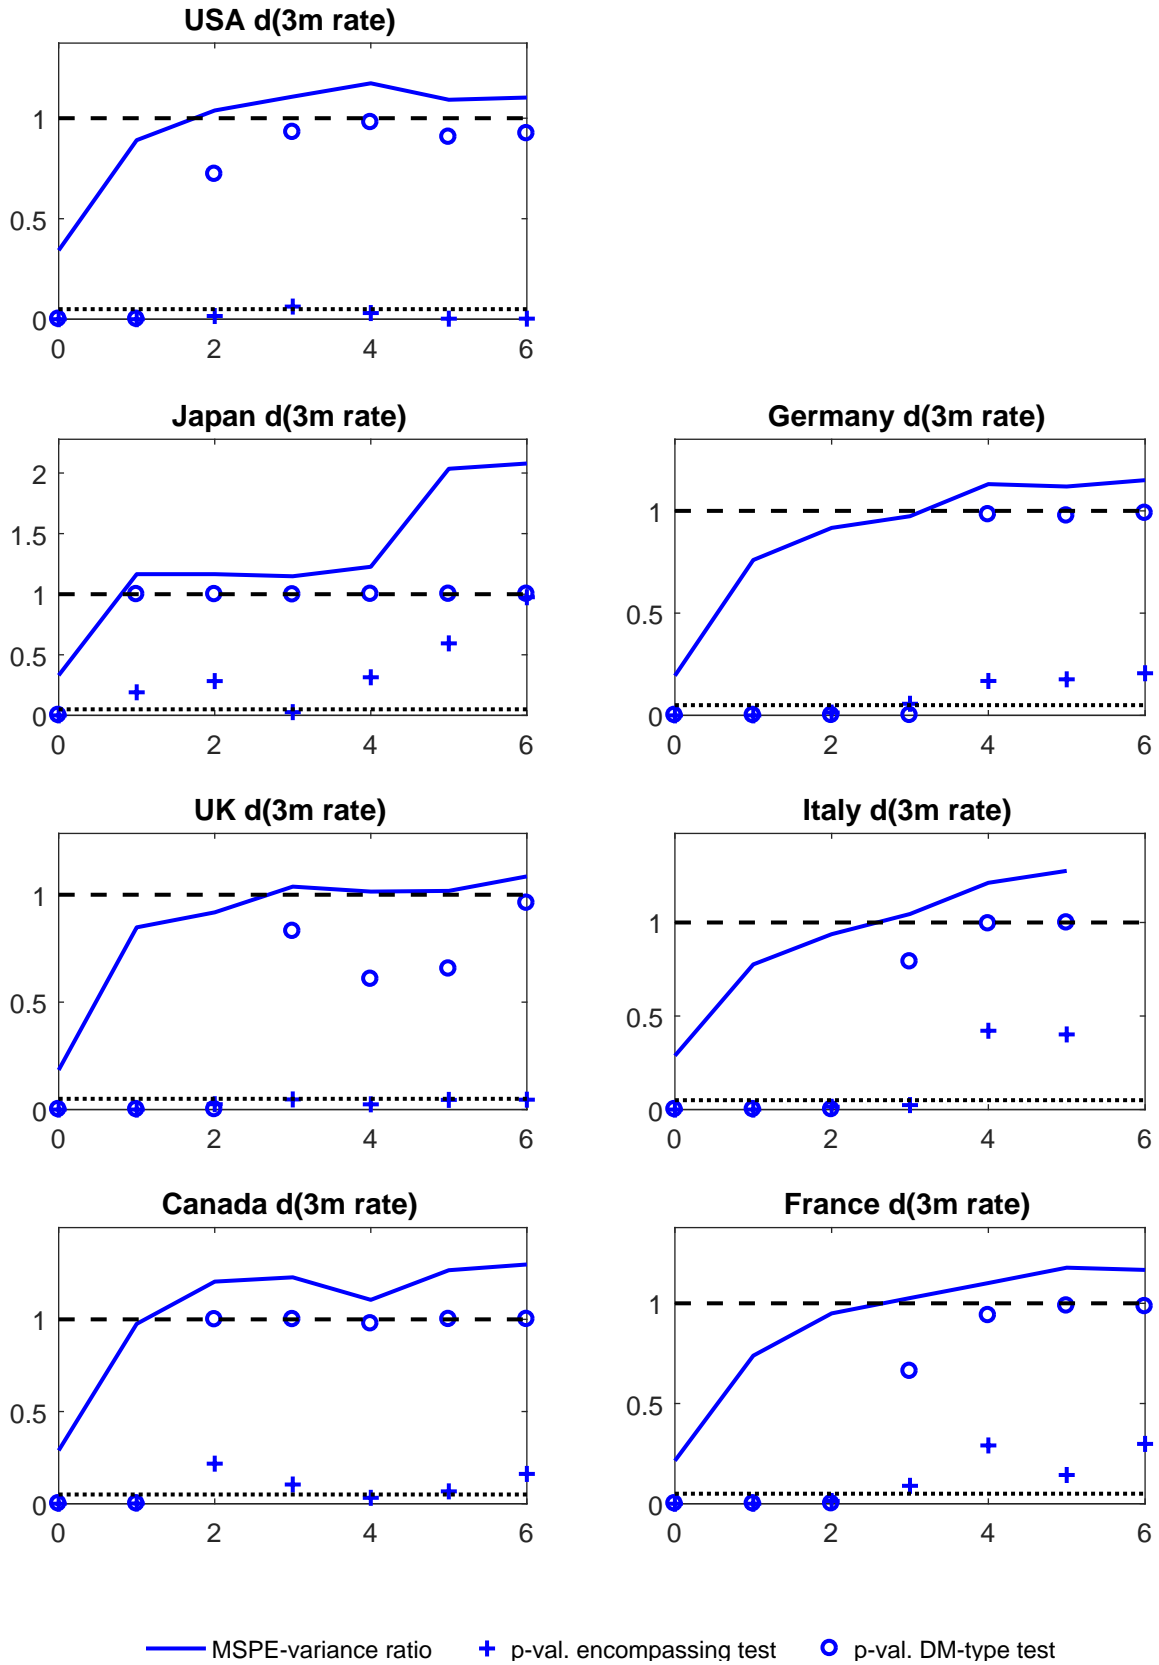 USA d(3m rate)
1
0.5
0
0 2 4 6
Japan d(3m rate)
2
1.5
1
0.5
0
0 2 4 6
Germany d(3m rate)
1
0.5
0
0 2 4 6
UK d(3m rate)
1
0.5
0
0 2 4 6
Italy d(3m rate)
1
0.5
0
0 2 4 6
Canada d(3m rate)
1
0.5
0
0 2 4 6
France d(3m rate)
1
0.5
0
0 2 4 6
MSPE-variance ratio p-val. encompassing test p-val. DM-type test